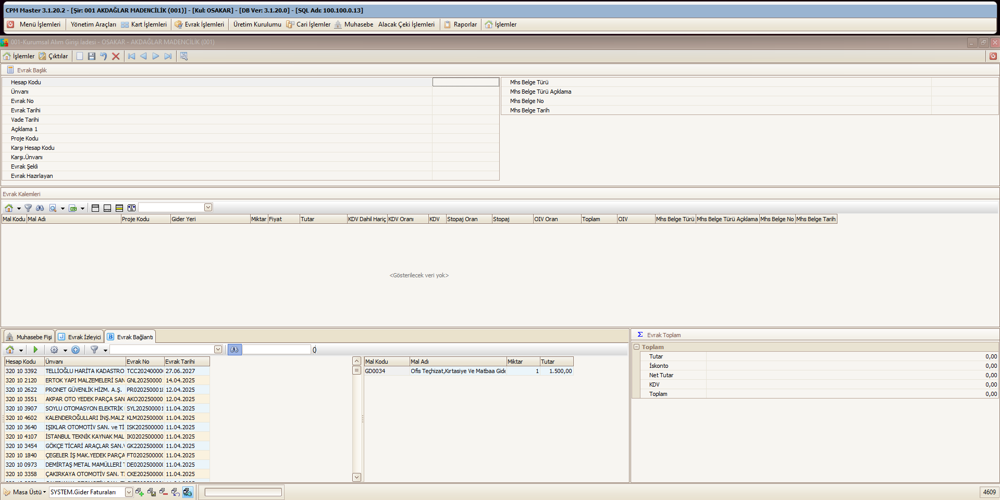 CPM Master 3.1.20.2 - [Şir: 001 AKDAĞLAR MADENCİLİK (001)] - [Kul: OSAKAR] - [DB Ver: 3.1.20.0] - [SQL Adı: 100.100.0.13]
Menü İşlemleri Yönetim Araçları Kart İşlemleri Evrak İşlemleri Üretim Kurulumu Cari İşlemler Muhasebe Alacak Çeki İşlemleri Raporlar İşlemler
001-Kurumsal Alım Girişi İadesi - OSAKAR - AKDAĞLAR MADENCİLİK (001)
İşlemler Çıktılar
Evrak Başlık
Hesap Kodu
Ünvanı
Evrak No
Evrak Tarihi
Vade Tarihi
Açıklama 1
Proje Kodu
Karşı Hesap Kodu
Karşı.Ünvanı
Evrak Şekli
Evrak Hazırlayan
Mhs Belge Türü
Mhs Belge Türü Açıklama
Mhs Belge No
Mhs Belge Tarih
Evrak Kalemleri
Mal Kodu Mal Adı Proje Kodu Gider Yeri Miktar Fiyat Tutar KDV Dahil Hariç KDV Oranı KDV Stopaj Oran Stopaj OIV Oran Toplam OIV Mhs Belge Türü Mhs Belge Türü Açıklama Mhs Belge No Mhs Belge Tarih
<Gösterilecek veri yok>
Muhasebe Fişi Evrak İzleyici Evrak Bağlantı
()
Hesap Kodu Ünvanı Evrak No Evrak Tarihi
320 10 3392 TELLİOĞLU HARİTA KADASTRO TCC202400000 27.06.2027
320 10 2120 ERTOK YAPI MALZEMELERİ SAN GNL20250000 14.04.2025
320 10 2622 PRONET GÜVENLİK HİZM. A.Ş. PR0202500018 12.04.2025
320 10 3551 AKPAR OTO YEDEK PARÇA SAN AKO20250000 12.04.2025
320 10 3907 SOYLU OTOMASYON ELEKTRİK SYL202500001 11.04.2025
320 10 4602 KALENDEROĞULLARI İNŞ.MALZ KLM20250000 11.04.2025
320 10 3640 IŞIKLAR OTOMOTİV SAN. ve Tİ ISK202500000 11.04.2025
320 10 4107 İSTANBUL TEKNİK KAYNAK MAL IK0202500000 11.04.2025
320 10 3454 GÖKÇE TİCARİ ARAÇLAR SAN. GK2202500000 11.04.2025
320 10 1840 ÇEGELER İŞ MAK.YEDEK PARÇA FT0202500000 11.04.2025
320 10 0973 DEMİRTAŞ METAL MAMÜLLERİ DE0202500000 11.04.2025
320 10 3358 ÇAKIRKAYA OTOMOTİV SAN. T CKE202500000 11.04.2025
Mal Kodu Mal Adı Miktar Tutar
GD0034 Ofis Teçhizat,Kırtasiye Ve Matbaa Gide 1 1.500,00
Evrak Toplam
Toplam
Tutar 0,00
İskonto 0,00
Net Tutar 0,00
KDV 0,00
Toplam 0,00
Masa Üstü SYSTEM.Gider Faturaları 4609